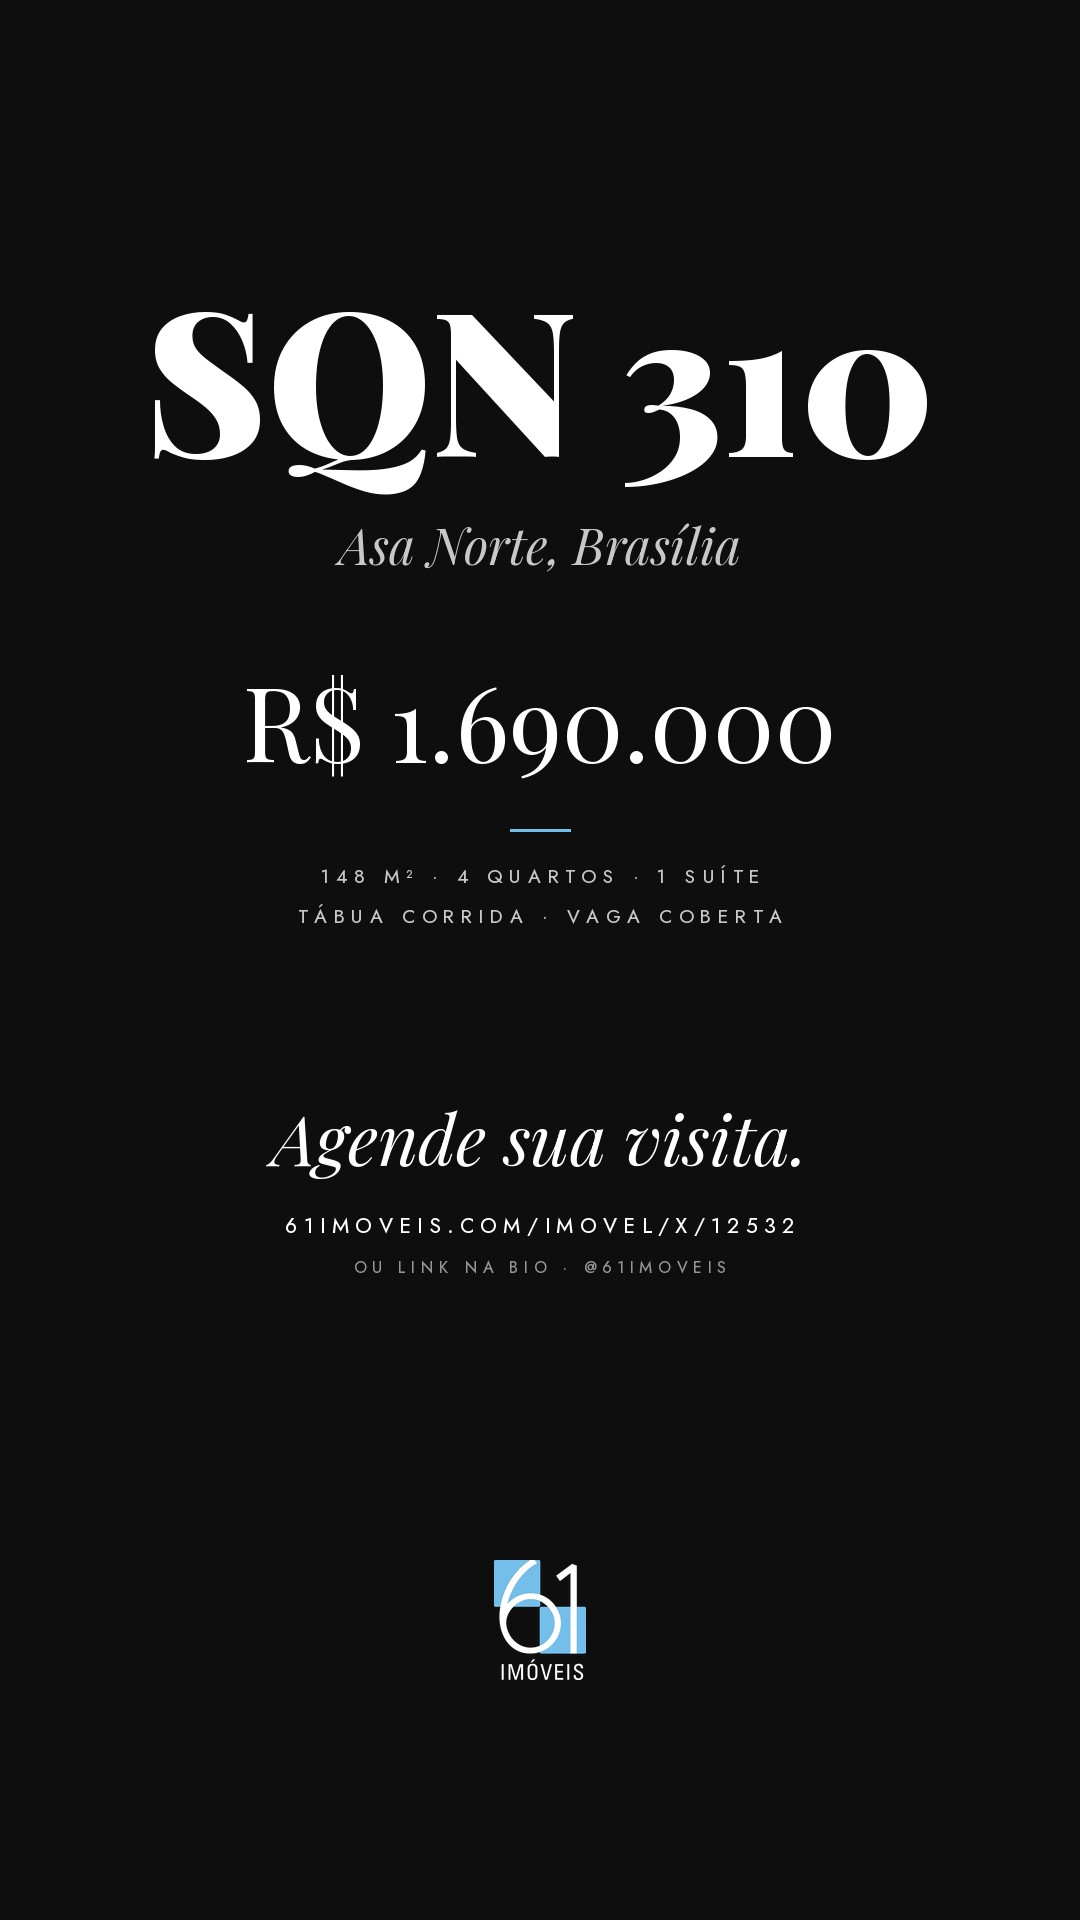 SQN 310
Asa Norte, Brasília
R$ 1.690.000
148 M² · 4 QUARTOS · 1 SUÍTE
TÁBUA CORRIDA · VAGA COBERTA
Agende sua visita.
61IMOVEIS.COM/IMOVEL/X/12532
OU LINK NA BIO · @61IMOVEIS
61
IMÓVEIS